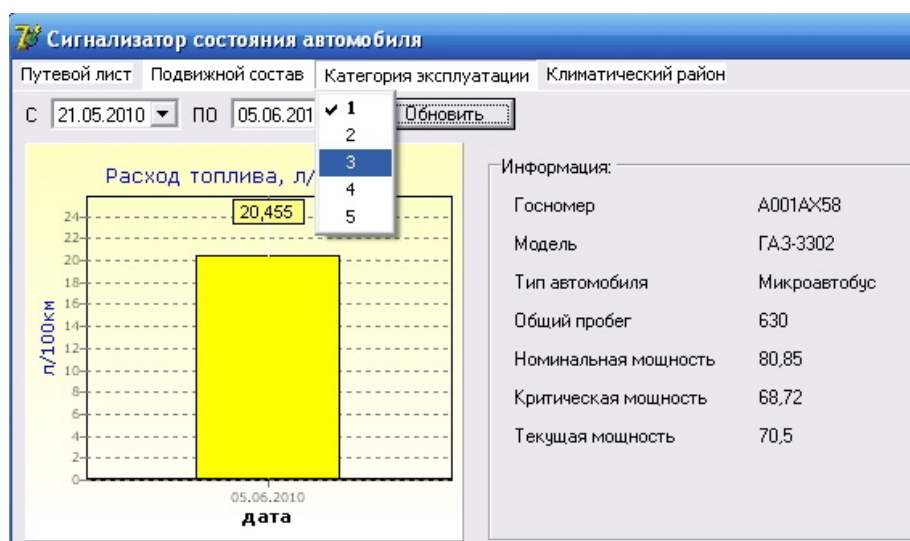 Сигнализатор состояния автомобиля
Путевой лист Подвижной состав Категория эксплуатации Климатический район
С 21.05.2010 ПО 05.06.201 Обновить
✓ 1
2
3
4
5
Расход топлива, л/
20,455
24
22
20
18
16
14
12
10
8
6
4
2
0
л/100км
05.06.2010
дата
Информация:
Госномер А001АХ58
Модель ГАЗ-3302
Тип автомобиля Микроавтобус
Общий пробег 630
Номинальная мощность 80,85
Критическая мощность 68,72
Текущая мощность 70,5